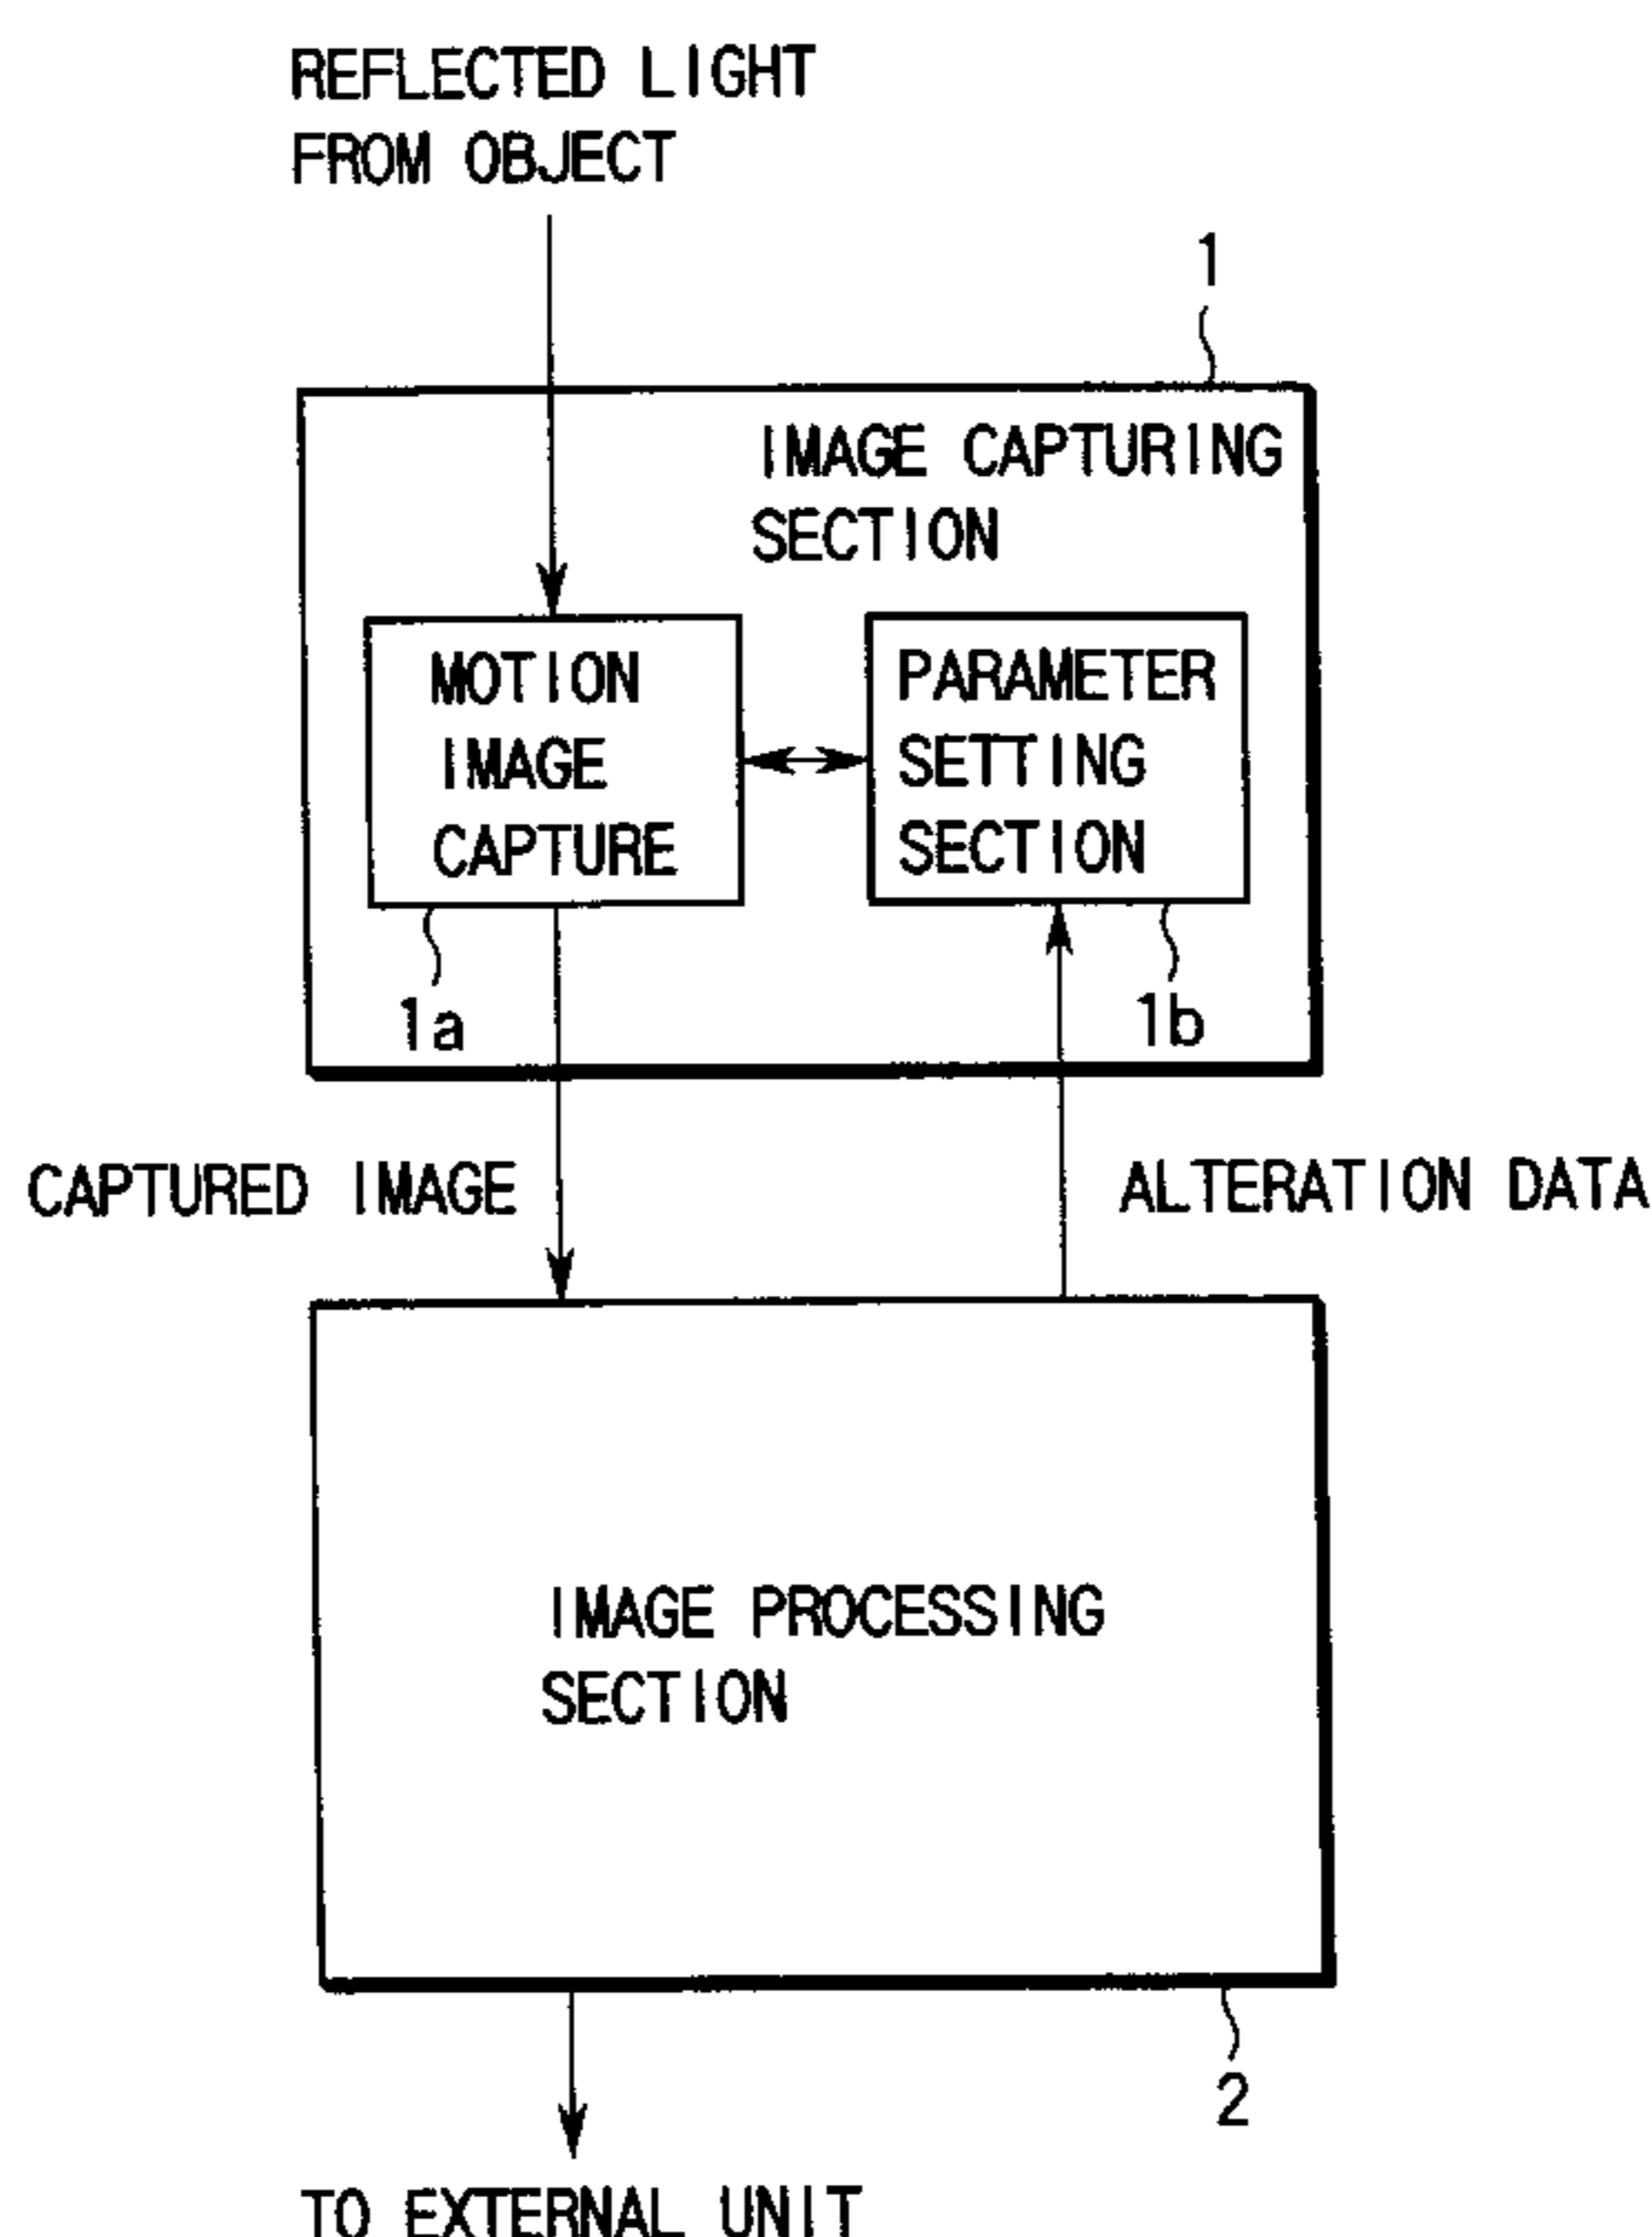 REFLECTED LIGHT
FROM OBJECT
1
IMAGE CAPTURING
SECTION
MOTION
IMAGE
CAPTURE
PARAMETER
SETTING
SECTION
1a
1b
CAPTURED IMAGE
ALTERATION DATA
IMAGE PROCESSING
SECTION
2
TO EXTERNAL UNIT